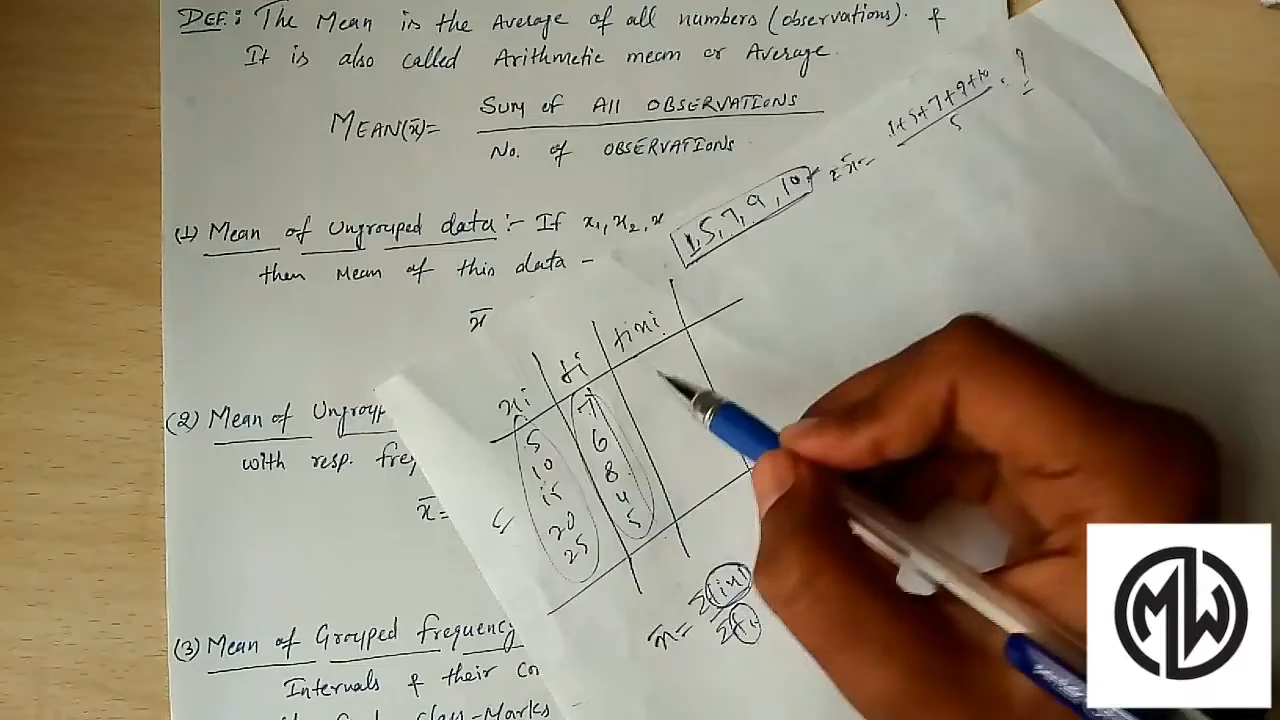 DEF.: The Mean is the Average of all numbers (observations). &
It is also called Arithmetic mean or Average.
MEAN(x̄)= Sum of All OBSERVATIONS
No. of OBSERVATIONS
1+5+7+9+10 = ?
5
x̄=
1, 5, 7, 9, 10
(1) Mean of Ungrouped data :- If x₁, x₂, x
then Mean of this data -
x̄
xi fi fixi
5 7
10 6
15 8
20 4
25 5
(2) Mean of Ungroup
with resp. fre
x̄=
x̄= Σfixi
Σfi
(3) Mean of Grouped frequency
Intervals & their Co
Class-Marks
MW